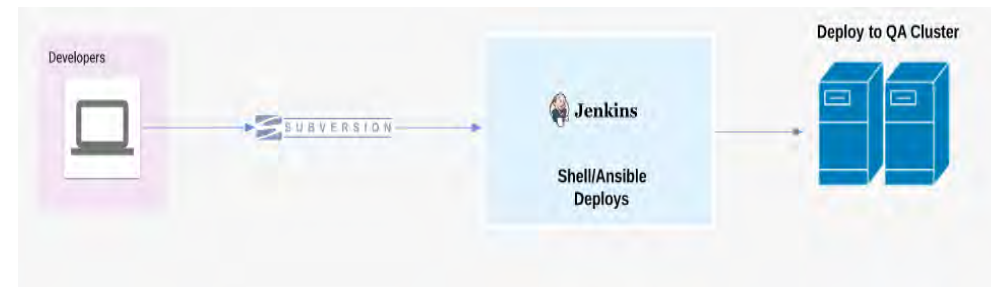 Developers
SUBVERSION
Jenkins
Shell/Ansible
Deploys
Deploy to QA Cluster